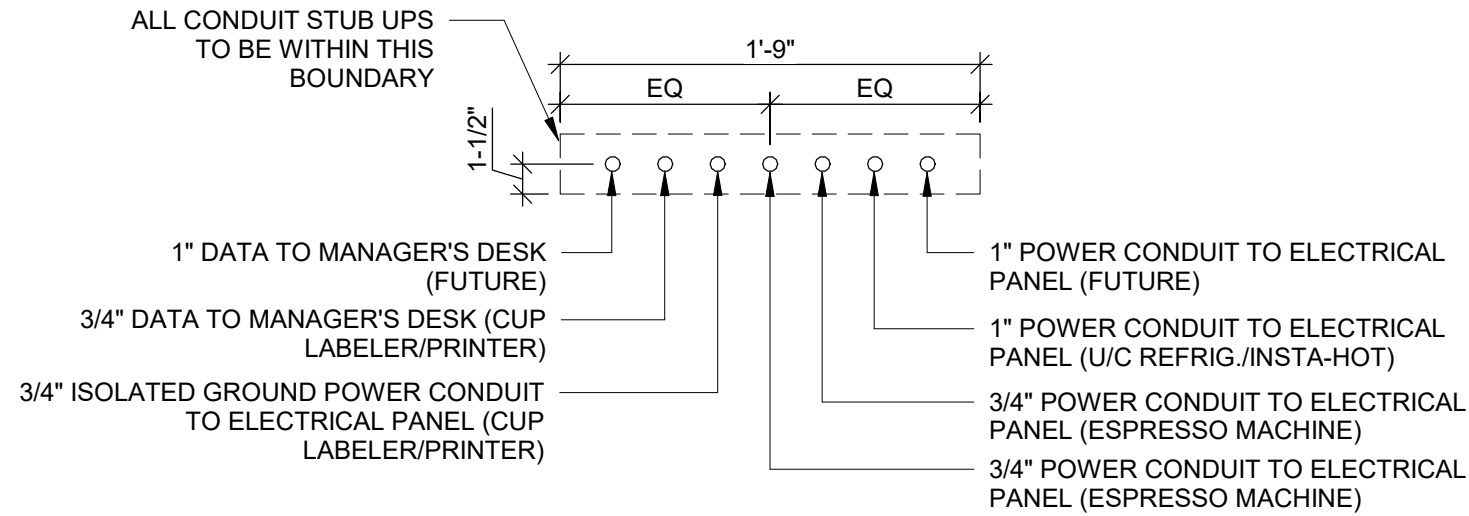 ALL CONDUIT STUB UPS
TO BE WITHIN THIS
BOUNDARY
1'-9"
EQ
EQ
1-1/2"
1" DATA TO MANAGER'S DESK
(FUTURE)
3/4" DATA TO MANAGER'S DESK (CUP
LABELER/PRINTER)
3/4" ISOLATED GROUND POWER CONDUIT
TO ELECTRICAL PANEL (CUP
LABELER/PRINTER)
1" POWER CONDUIT TO ELECTRICAL
PANEL (FUTURE)
1" POWER CONDUIT TO ELECTRICAL
PANEL (U/C REFRIG./INSTA-HOT)
3/4" POWER CONDUIT TO ELECTRICAL
PANEL (ESPRESSO MACHINE)
3/4" POWER CONDUIT TO ELECTRICAL
PANEL (ESPRESSO MACHINE)